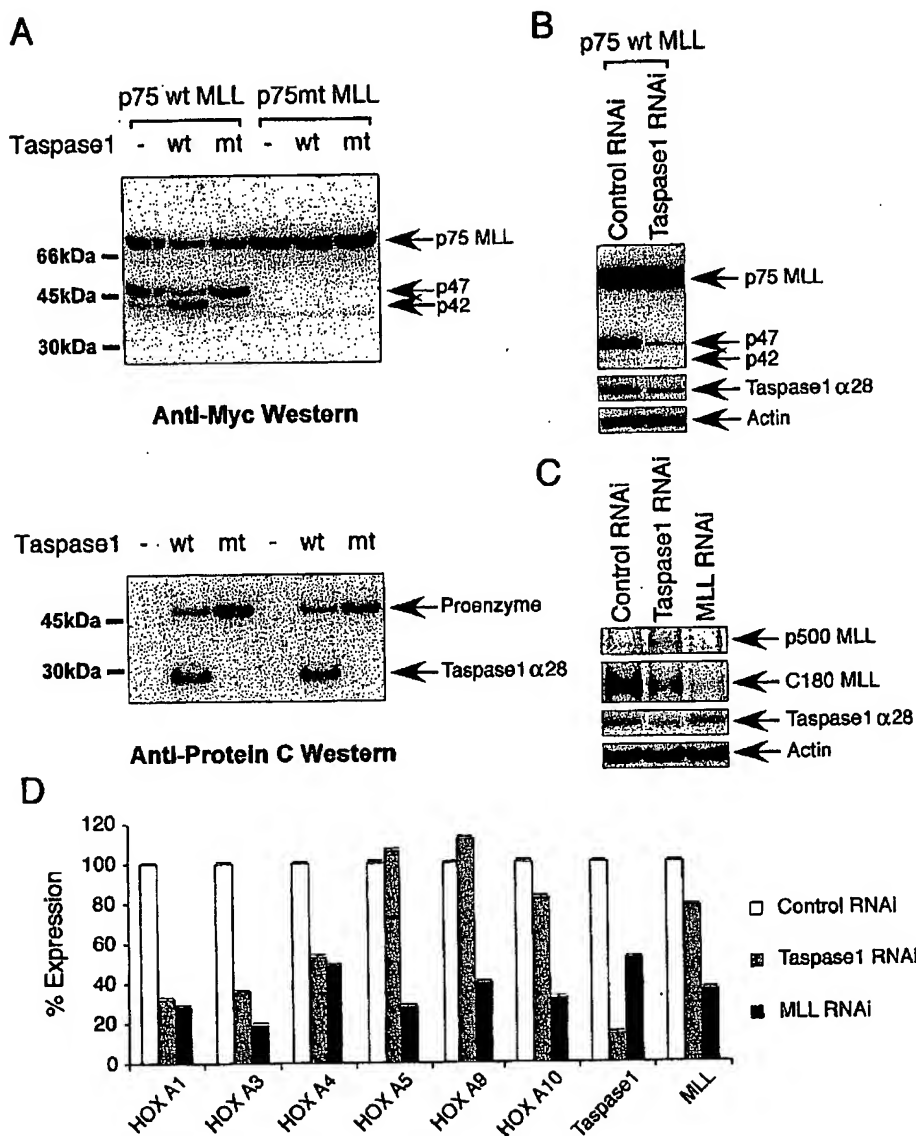 A
p75 wt MLL p75mt MLL
Taspase1 - wt mt - wt mt
66kDa
45kDa
30kDa
p75 MLL
p47
p42
Anti-Myc Western
Taspase1 - wt mt - wt mt
45kDa
30kDa
Proenzyme
Taspase1 α28
Anti-Protein C Western
B
p75 wt MLL
Control RNAi
Taspase1 RNAi
p75 MLL
p47
p42
Taspase1 α28
Actin
C
Control RNAi
Taspase1 RNAi
MLL RNAi
p500 MLL
C180 MLL
Taspase1 α28
Actin
D
% Expression
120
100
80
60
40
20
0
HOX A1
HOX A3
HOX A4
HOX A5
HOX A9
HOX A10
Taspase1
MLL
Control RNAi
Taspase1 RNAi
MLL RNAi